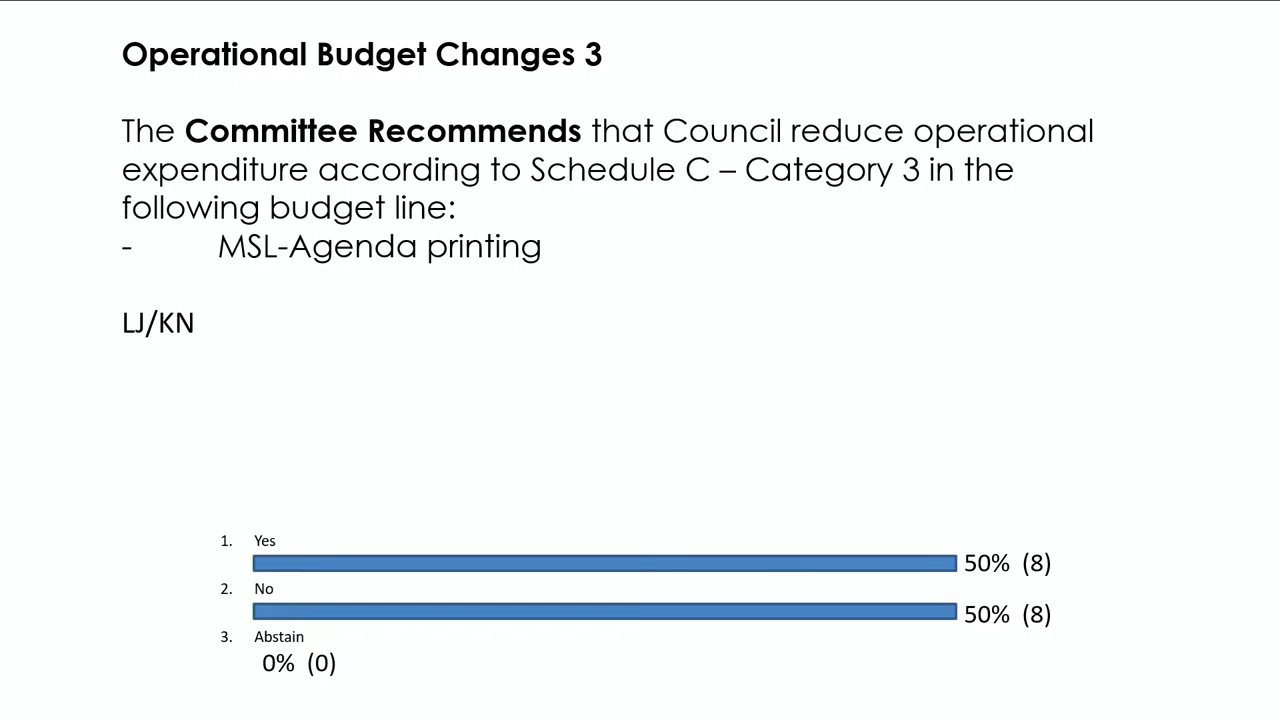 Operational Budget Changes 3
The Committee Recommends that Council reduce operational
expenditure according to Schedule C – Category 3 in the
following budget line:
- MSL-Agenda printing
LJ/KN
1. Yes
50% (8)
2. No
50% (8)
3. Abstain
0% (0)